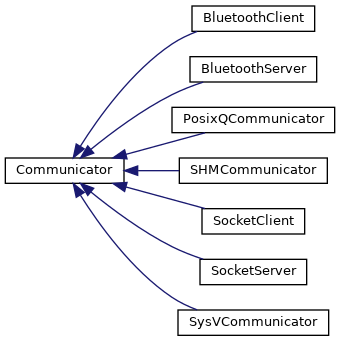 BluetoothClient
BluetoothServer
PosixQCommunicator
Communicator
SHMCommunicator
SocketClient
SocketServer
SysVCommunicator